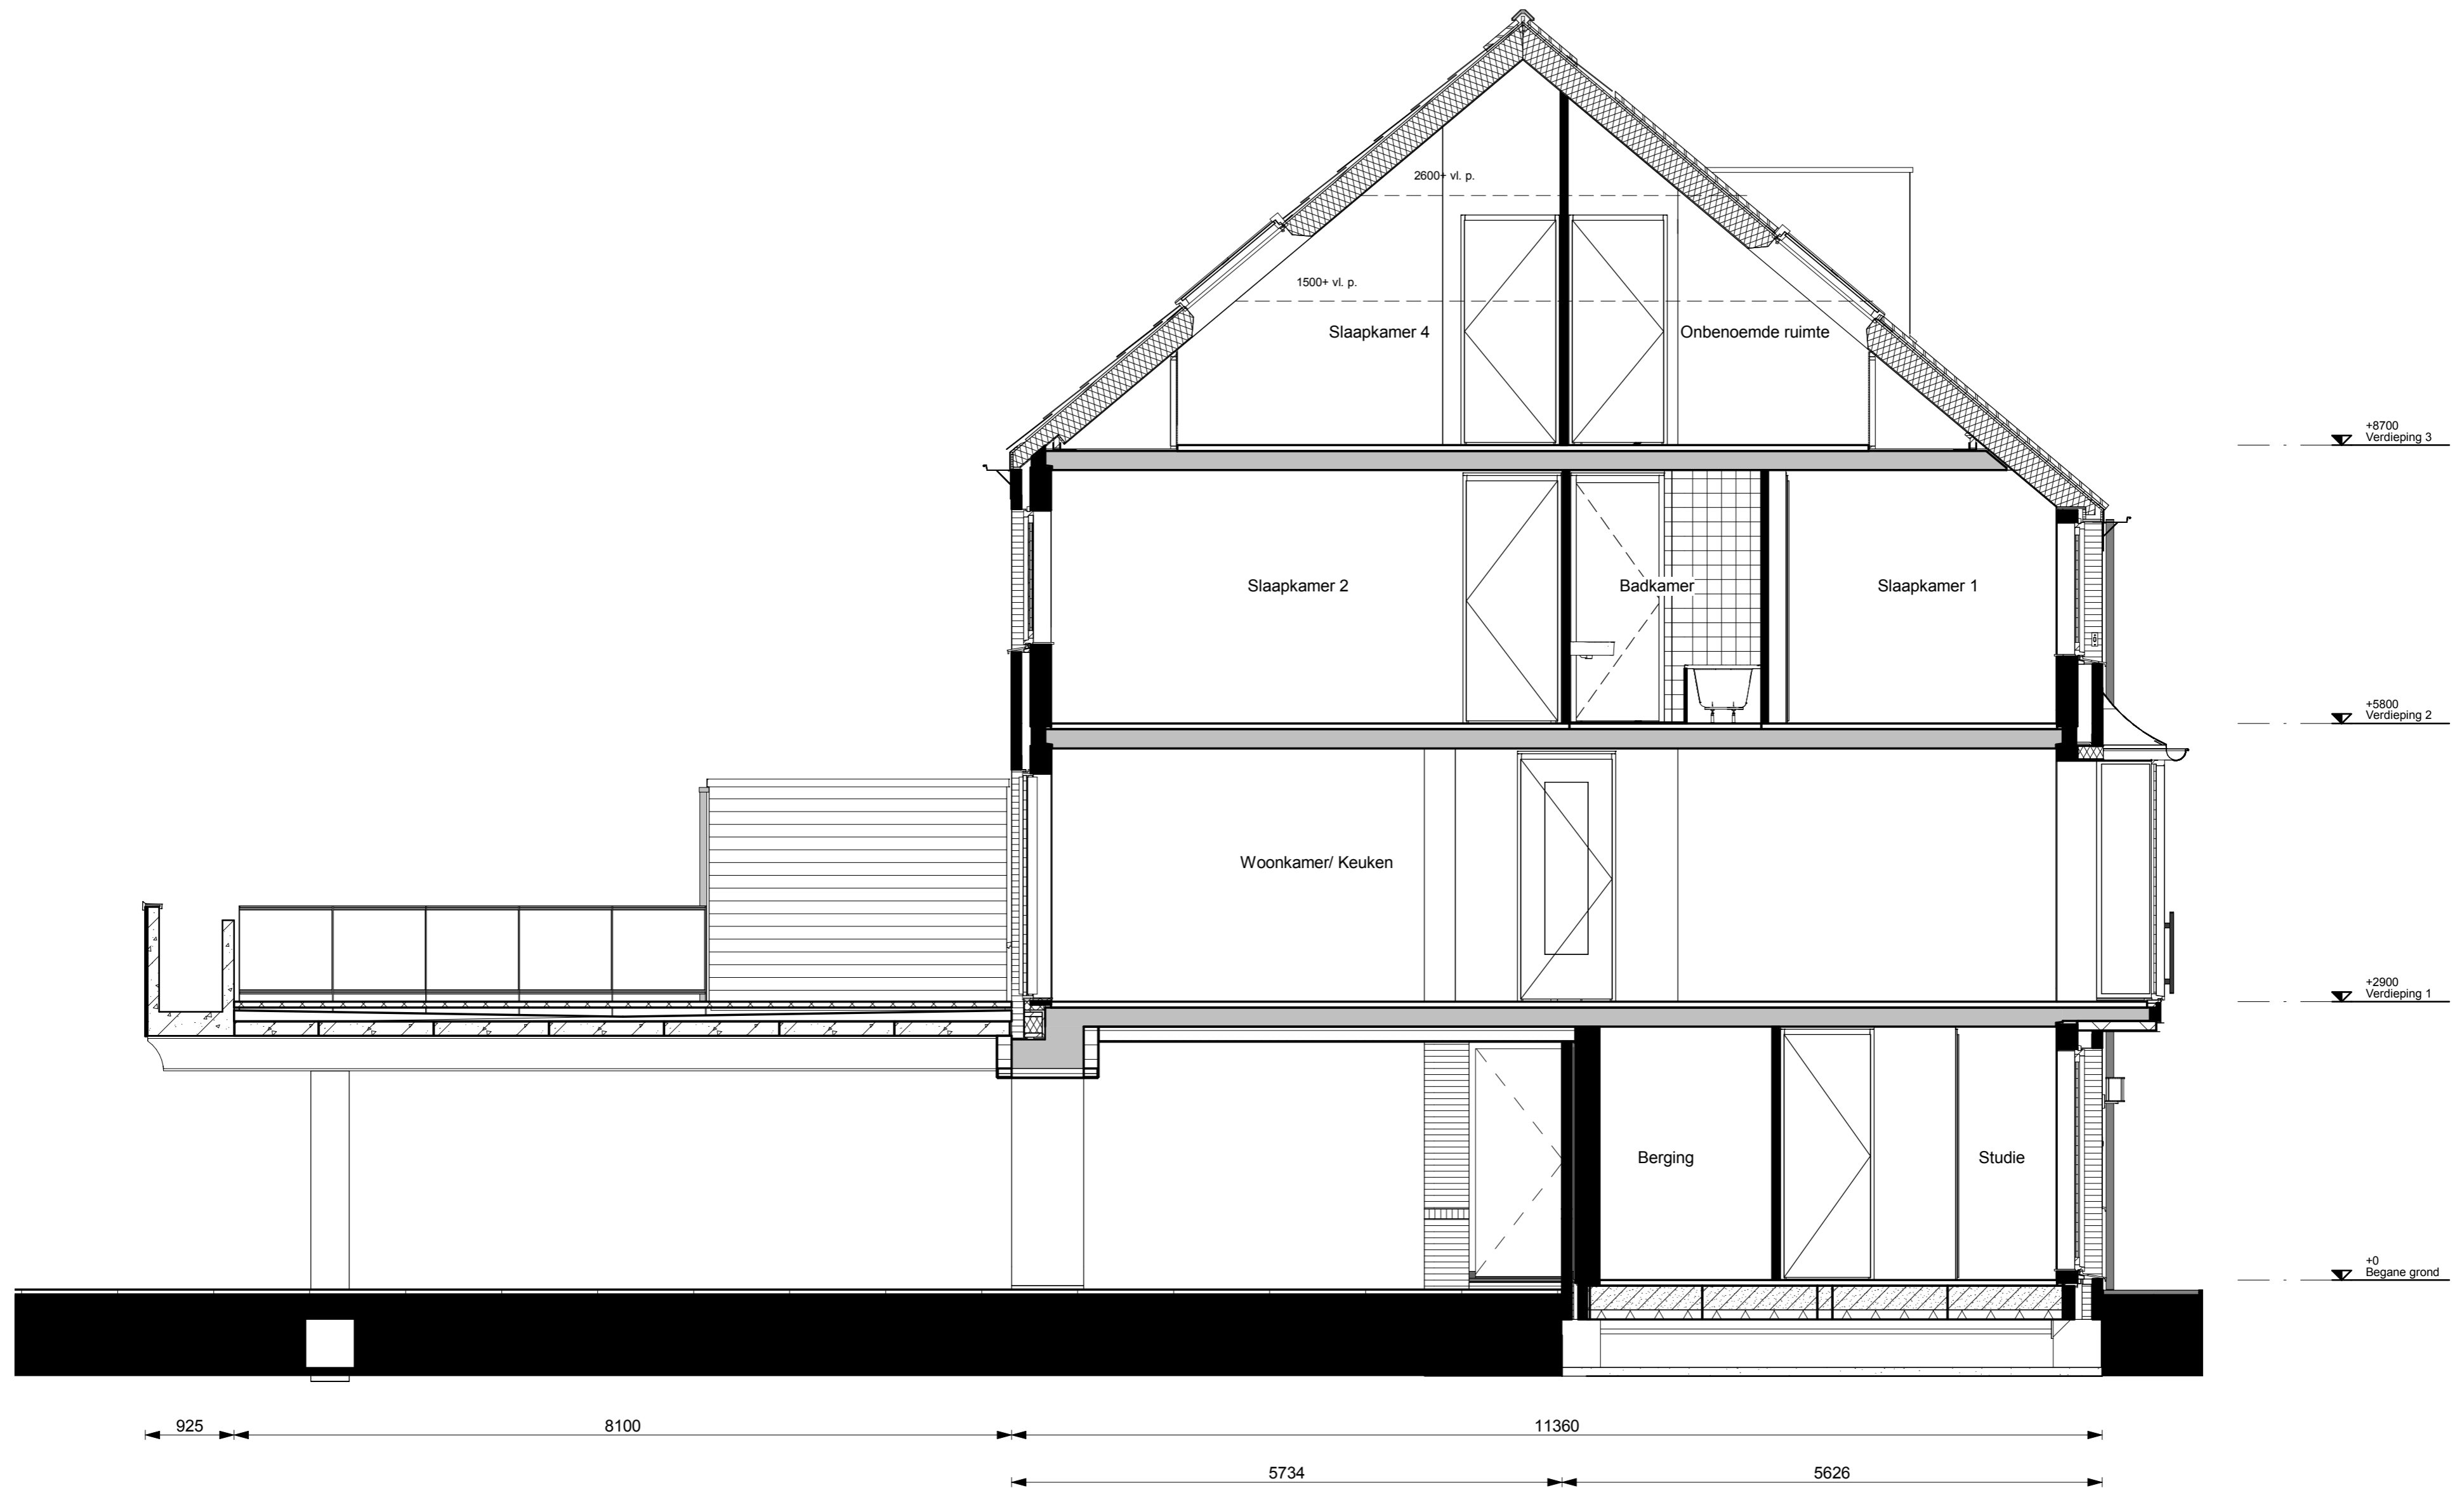 2600+ vl. p.
1500+ vl. p.
Slaapkamer 4
Onbenoemde ruimte
+8700
Verdieping 3
Slaapkamer 2
Badkamer
Slaapkamer 1
+5800
Verdieping 2
Woonkamer/ Keuken
+2900
Verdieping 1
Berging
Studie
+0
Begane grond
925
8100
11360
5734
5626